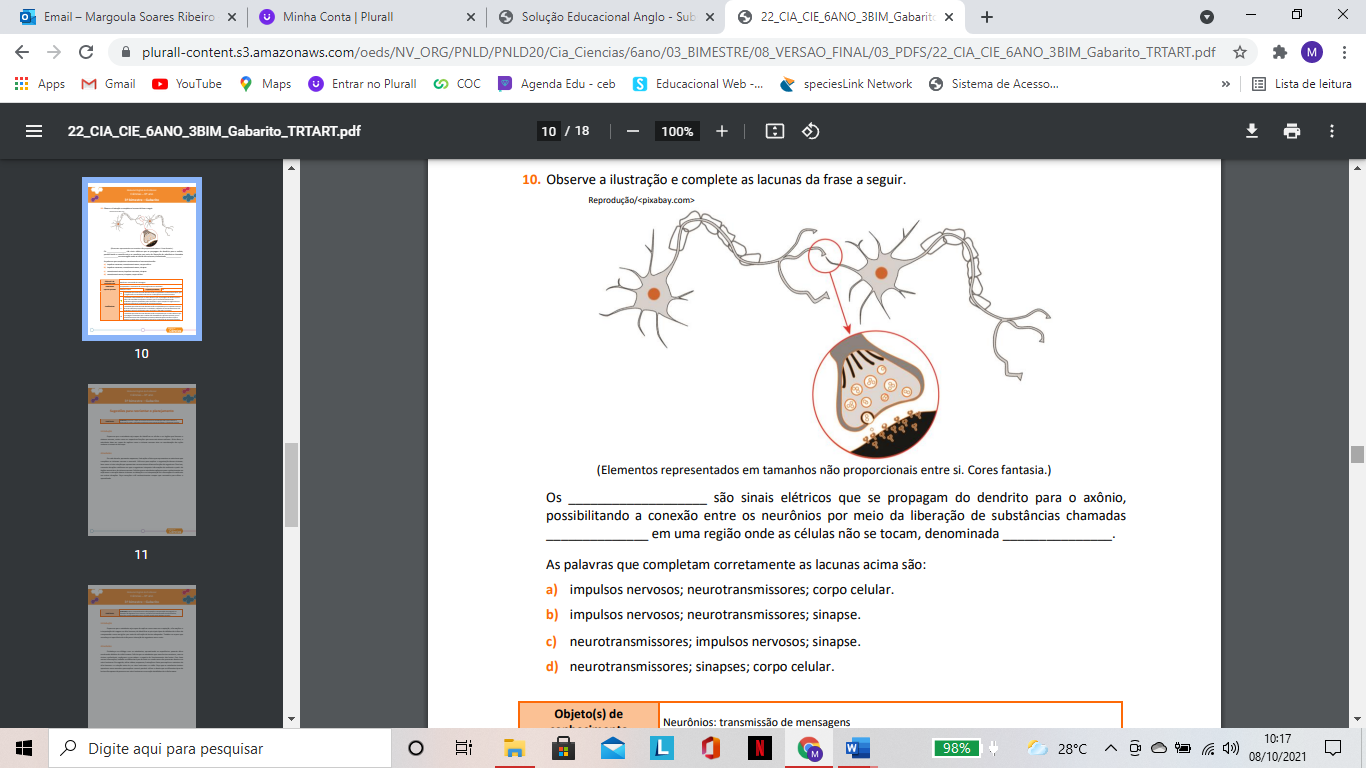 Email – Margoula Soares Ribeiro
Minha Conta | Plurall
Solução Educacional Anglo - Sub
22_CIA_CIE_6ANO_3BIM_Gabarito
plurall-content.s3.amazonaws.com/oeds/NV_ORG/PNLD/PNLD20/Cia_Ciencias/6ano/03_BIMESTRE/08_VERSAO_FINAL/03_PDFS/22_CIA_CIE_6ANO_3BIM_Gabarito_TRTART.pdf
M
Apps
Gmail
YouTube
Maps
Entrar no Plurall
COC
Agenda Edu - ceb
Educacional Web -...
speciesLink Network
Sistema de Acesso...
»
Lista de leitura
22_CIA_CIE_6ANO_3BIM_Gabarito_TRTART.pdf
10 / 18
100%
10
11
10. Observe a ilustração e complete as lacunas da frase a seguir.
Reprodução/<pixabay.com>
(Elementos representados em tamanhos não proporcionais entre si. Cores fantasia.)
Os ___________________ são sinais elétricos que se propagam do dendrito para o axônio,
possibilitando a conexão entre os neurônios por meio da liberação de substâncias chamadas
______________ em uma região onde as células não se tocam, denominada _______________.
As palavras que completam corretamente as lacunas acima são:
a) impulsos nervosos; neurotransmissores; corpo celular.
b) impulsos nervosos; neurotransmissores; sinapse.
c) neurotransmissores; impulsos nervosos; sinapse.
d) neurotransmissores; sinapses; corpo celular.
Objeto(s) de
conhecimento
Neurônios: transmissão de mensagens
Digite aqui para pesquisar
98%
28°C
10:17
08/10/2021